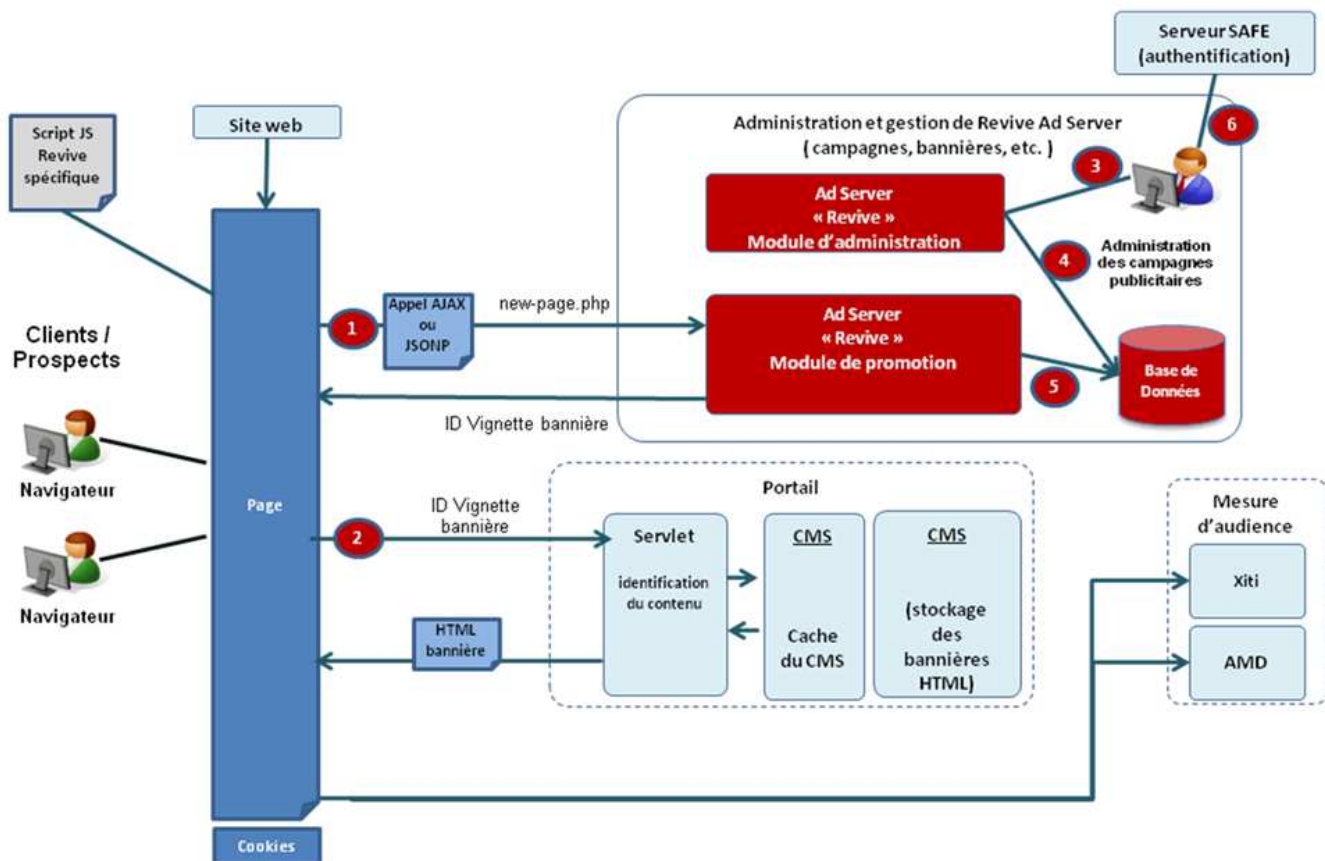 Serveur SAFE
(authentification)
Script JS
Revive
spécifique
Site web
Administration et gestion de Revive Ad Server
( campagnes, bannières, etc. )
6
Ad Server
« Revive »
Module d'administration
3
4
Administration
des campagnes
publicitaires
Clients /
Prospects
1
Appel AJAX
ou
JSONP
new-page.php
Ad Server
« Revive »
Module de promotion
5
Base de
Données
ID Vignette bannière
Navigateur
Navigateur
Page
2
ID Vignette
bannière
Portail
Servlet
identification
du contenu
CMS
Cache
du CMS
CMS
(stockage
des
bannières
HTML)
HTML
bannière
Mesure
d'audience
Xiti
AMD
Cookies